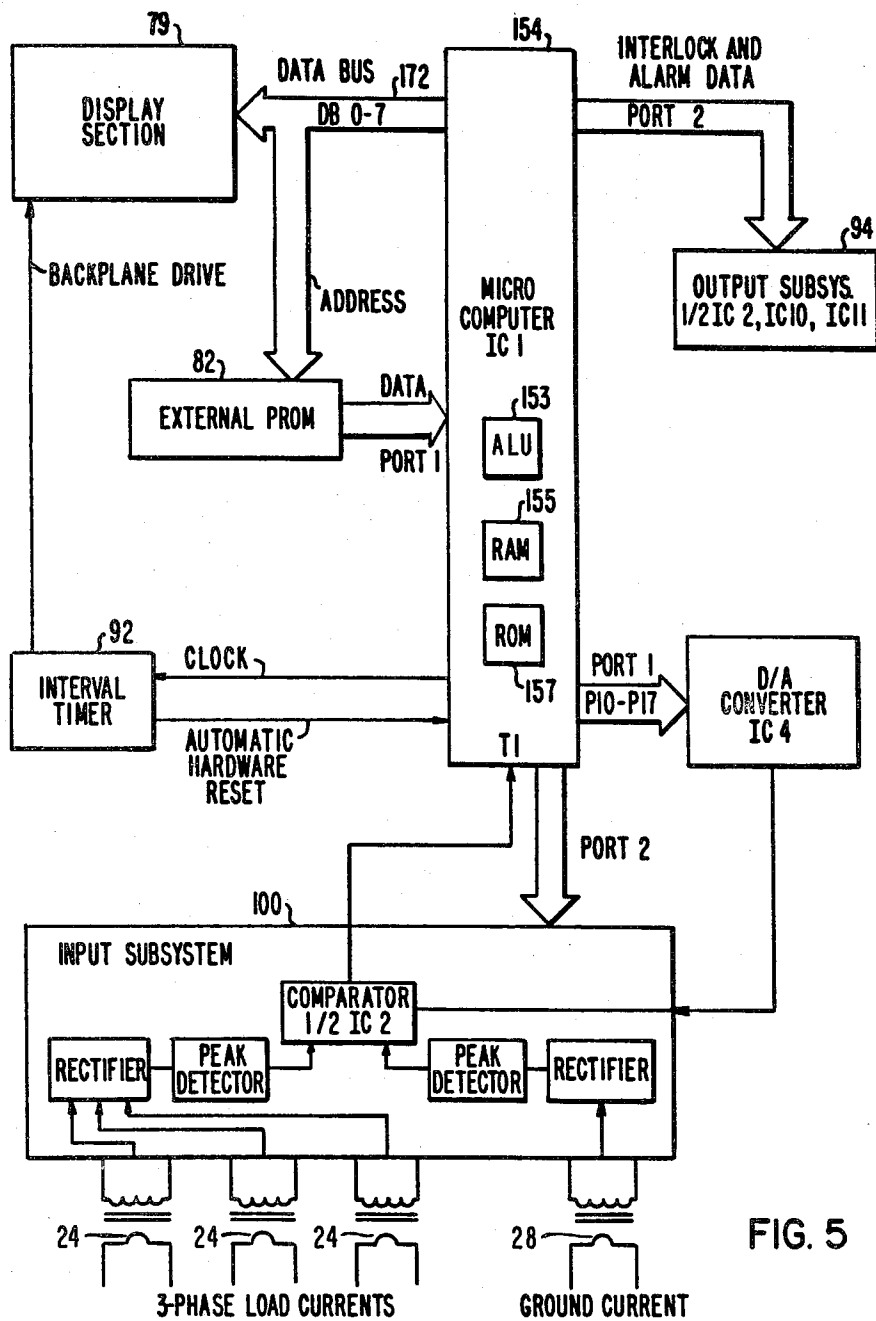 79
DISPLAY
SECTION
DATA BUS
172
DB 0-7
154
INTERLOCK AND
ALARM DATA
PORT 2
94
OUTPUT SUBSYS.
1/2 IC 2, IC10, IC11
BACKPLANE DRIVE
ADDRESS
MICRO
COMPUTER
IC 1
82
EXTERNAL PROM
DATA
PORT 1
153
ALU
155
RAM
ROM
157
92
INTERVAL
TIMER
CLOCK
AUTOMATIC
HARDWARE
RESET
PORT 1
P10-P17
D/A
CONVERTER
IC 4
T1
PORT 2
100
INPUT SUBSYSTEM
COMPARATOR
1/2 IC 2
RECTIFIER
PEAK
DETECTOR
PEAK
DETECTOR
RECTIFIER
24
24
24
28
3-PHASE LOAD CURRENTS
GROUND CURRENT
FIG. 5